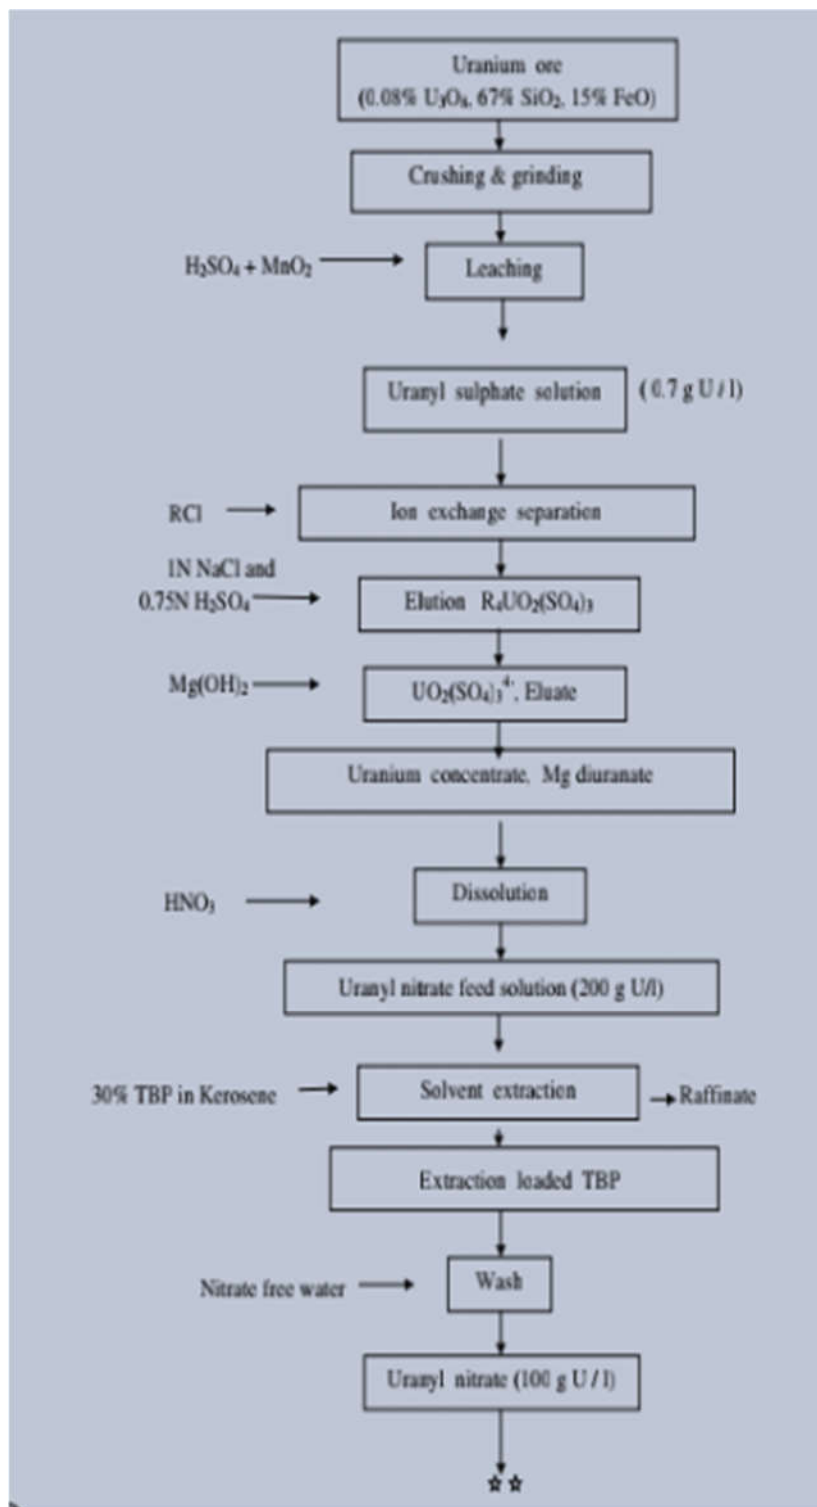 Uranium ore
(0.08% U₃O₈, 67% SiO₂, 15% FeO)
Crushing & grinding
H₂SO₄ + MnO₂
Leaching
Uranyl sulphate solution
(0.7 g U / l)
RCl
Ion exchange separation
1N NaCl and
0.75N H₂SO₄
Elution R₄UO₂(SO₄)₃
Mg(OH)₂
UO₂(SO₄)₃⁴⁻, Eluate
Uranium concentrate, Mg diuranate
HNO₃
Dissolution
Uranyl nitrate feed solution (200 g U/l)
30% TBP in Kerosene
Solvent extraction
Raffinate
Extraction loaded TBP
Nitrate free water
Wash
Uranyl nitrate (100 g U / l)